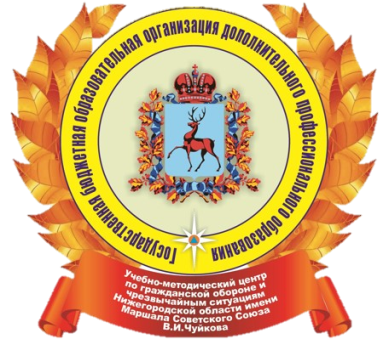 Государственная бюджетная образовательная организация дополнительного профессионального образования
Учебно-методический центр
по гражданской обороне и
чрезвычайным ситуациям
Нижегородской области имени
Маршала Советского Союза
В.И.Чуйкова